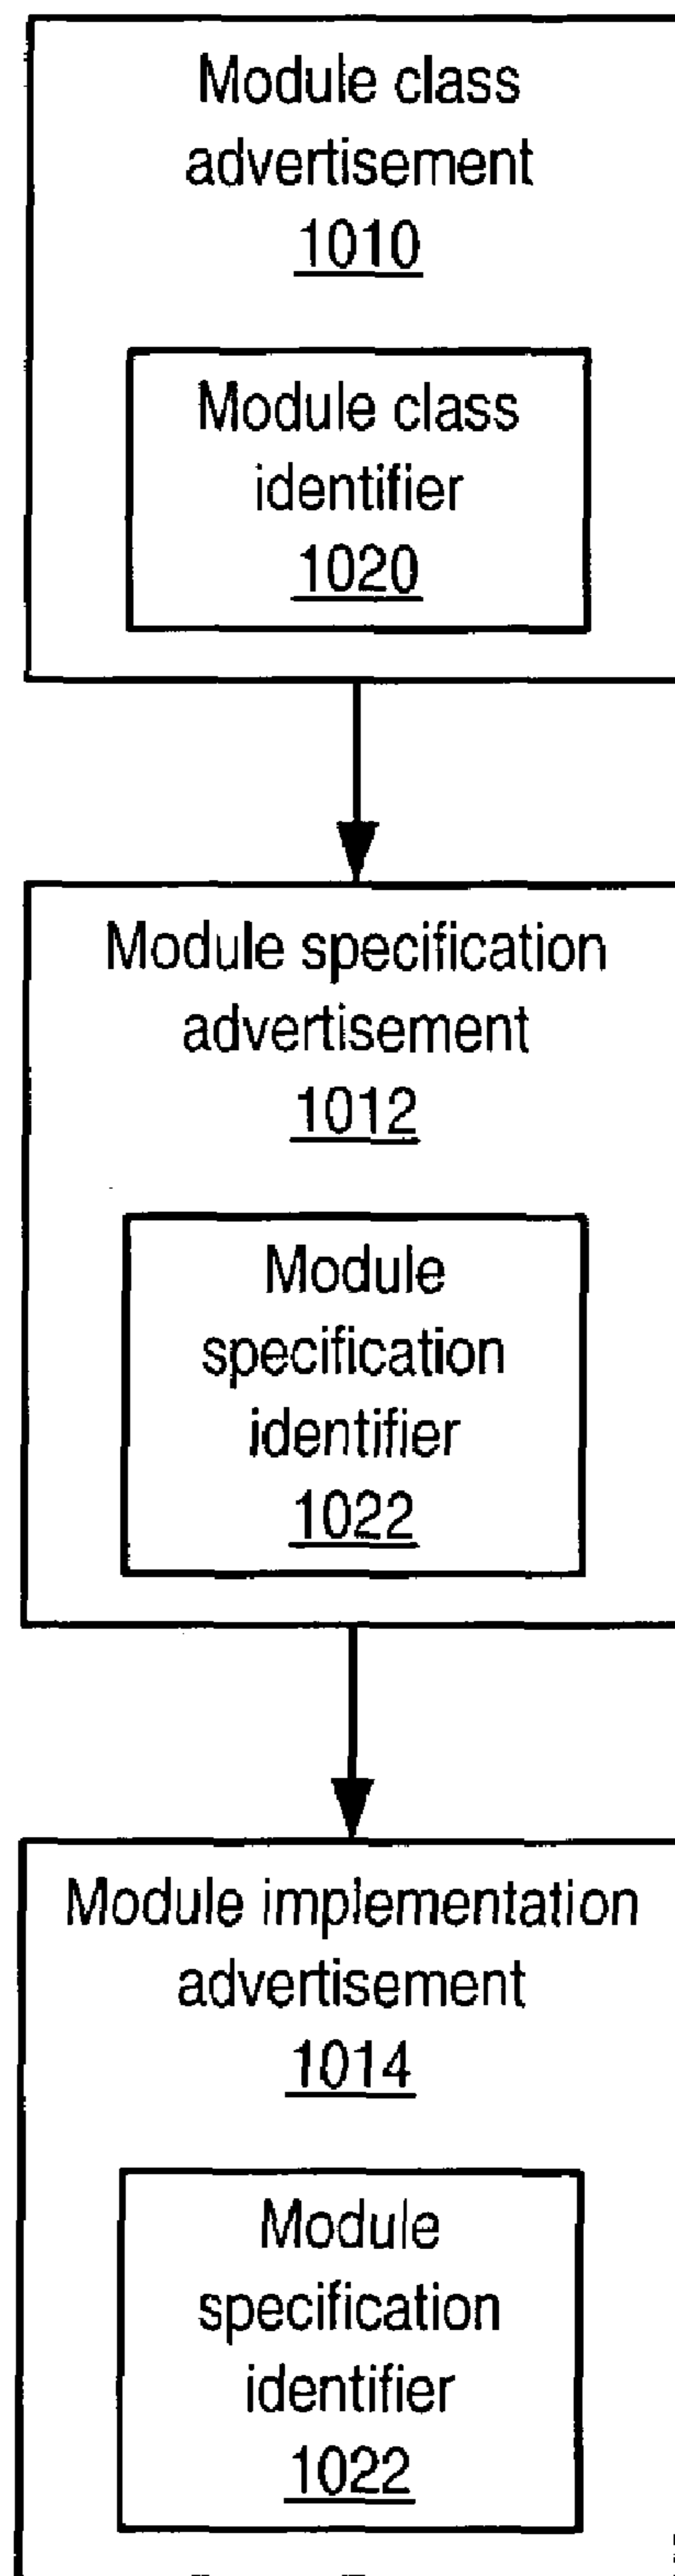 Module class
advertisement
1010
Module class
identifier
1020
Module specification
advertisement
1012
Module
specification
identifier
1022
Module implementation
advertisement
1014
Module
specification
identifier
1022